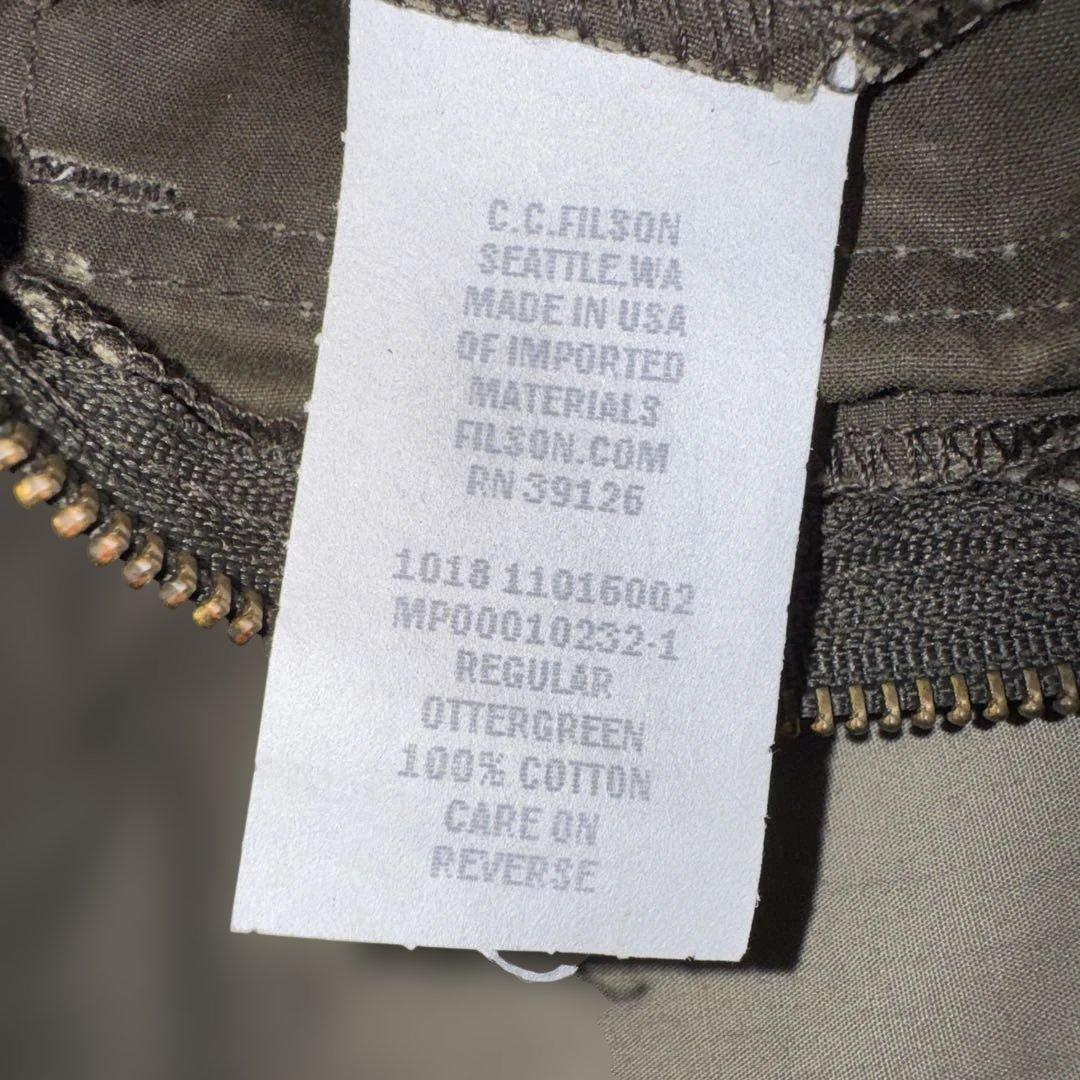 C.C.FILSON
SEATTLE,WA
MADE IN USA
OF IMPORTED
MATERIALS
FILSON.COM
RN 39126
1018 11016002
MP00010232-1
REGULAR
OTTERGREEN
100% COTTON
CARE ON
REVERSE